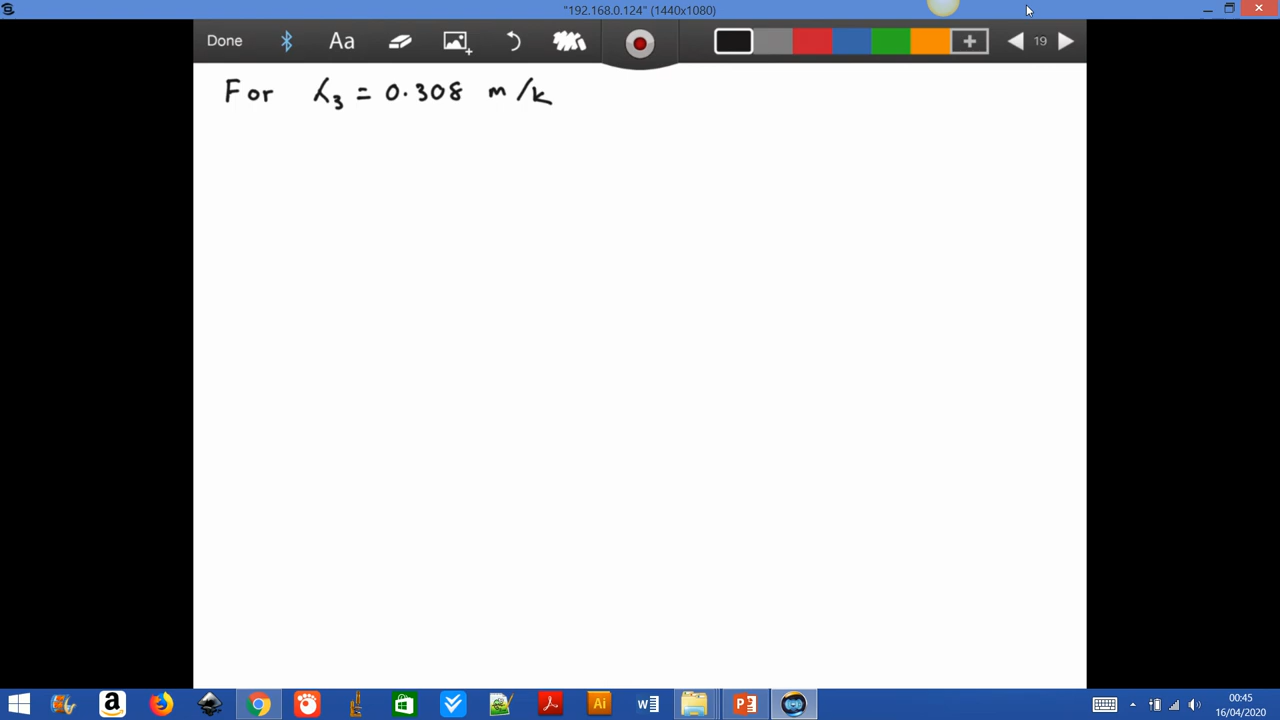 "192.168.0.124" (1440x1080)
Done Aa 19
For λ₃ = 0.308 m/k
00:45
16/04/2020